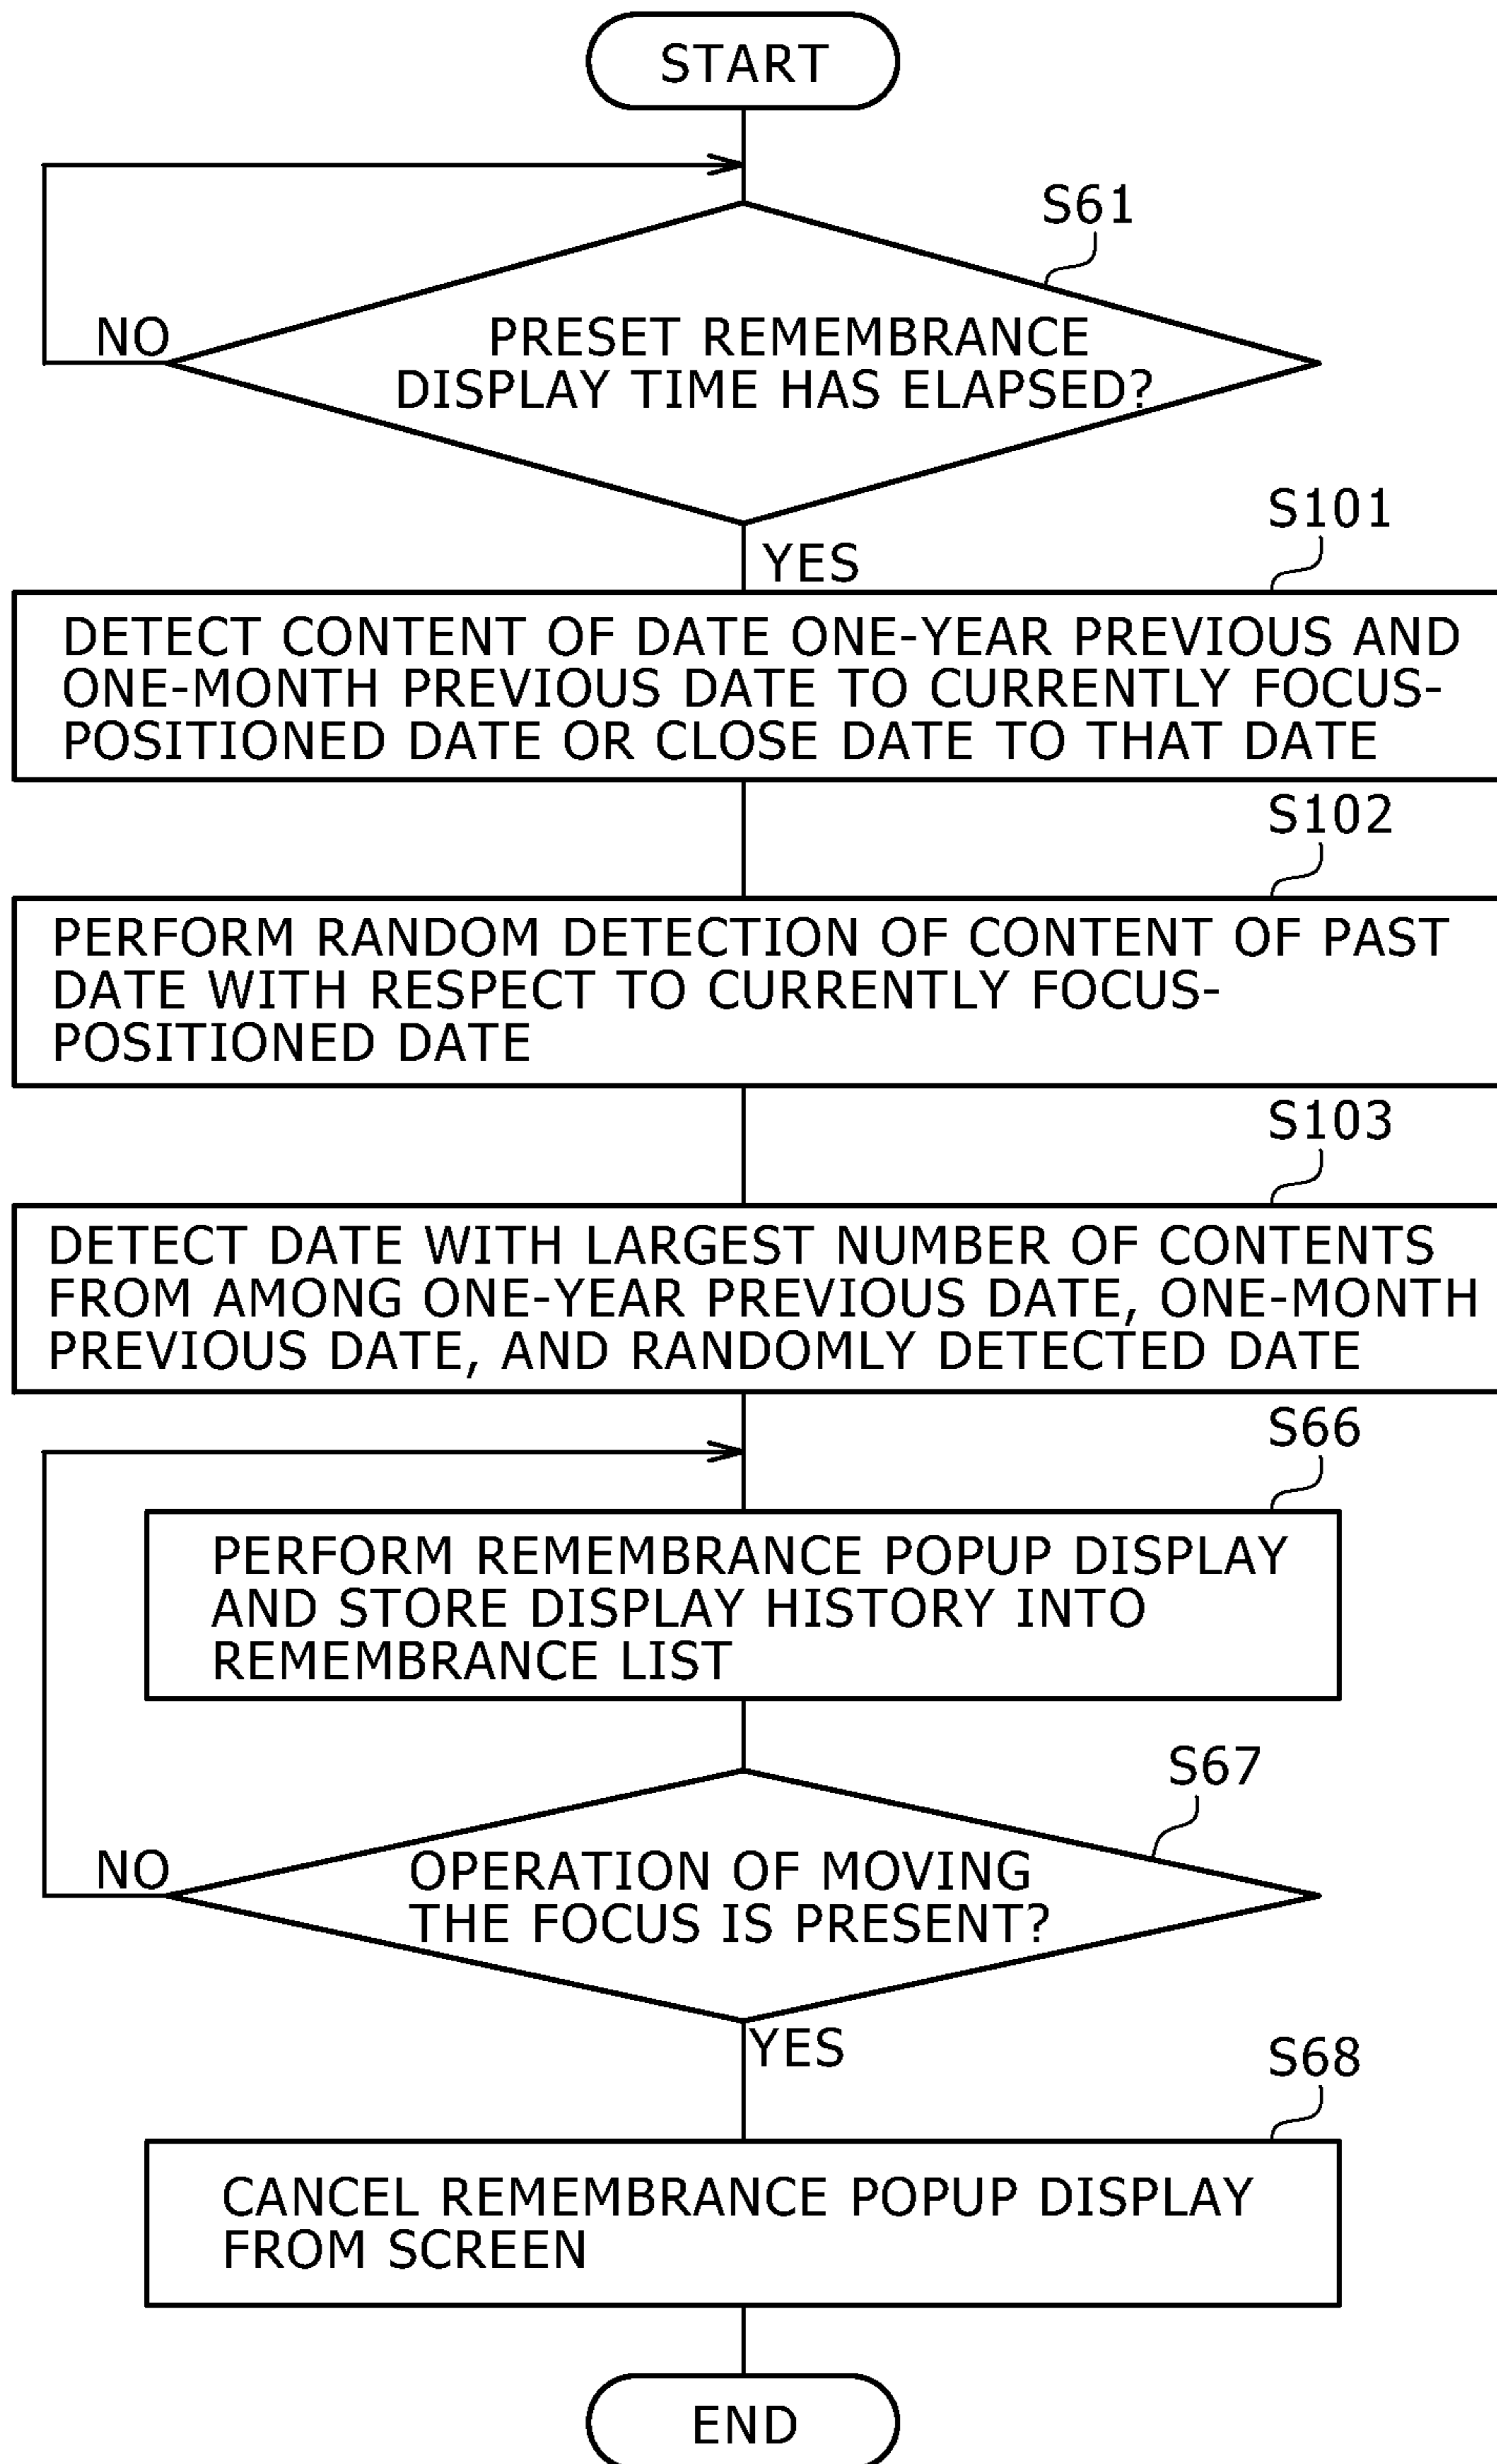 START
S61
NO
PRESET REMEMBRANCE
DISPLAY TIME HAS ELAPSED?
YES
S101
DETECT CONTENT OF DATE ONE-YEAR PREVIOUS AND
ONE-MONTH PREVIOUS DATE TO CURRENTLY FOCUS-
POSITIONED DATE OR CLOSE DATE TO THAT DATE
S102
PERFORM RANDOM DETECTION OF CONTENT OF PAST
DATE WITH RESPECT TO CURRENTLY FOCUS-
POSITIONED DATE
S103
DETECT DATE WITH LARGEST NUMBER OF CONTENTS
FROM AMONG ONE-YEAR PREVIOUS DATE, ONE-MONTH
PREVIOUS DATE, AND RANDOMLY DETECTED DATE
S66
PERFORM REMEMBRANCE POPUP DISPLAY
AND STORE DISPLAY HISTORY INTO
REMEMBRANCE LIST
S67
NO
OPERATION OF MOVING
THE FOCUS IS PRESENT?
YES
S68
CANCEL REMEMBRANCE POPUP DISPLAY
FROM SCREEN
END